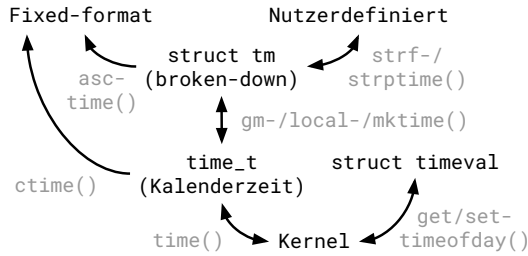 Fixed-format
Nutzerdefiniert
struct tm
(broken-down)
strf-/
strptime()
asc-
time()
gm-/local-/mktime()
time_t
(Kalenderzeit)
struct timeval
ctime()
get/set-
timeofday()
time()
Kernel